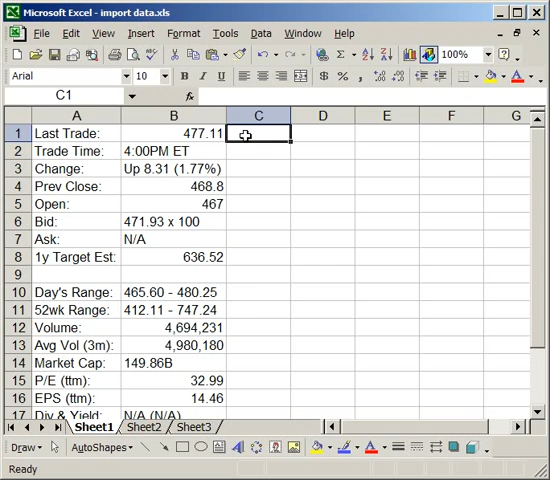 Microsoft Excel - import data.xls
File Edit View Insert Format Tools Data Window Help
100%
Arial 10 B I U $ %
C1 fx
A B C D E F G
1 Last Trade: 477.11
2 Trade Time: 4:00PM ET
3 Change: Up 8.31 (1.77%)
4 Prev Close: 468.8
5 Open: 467
6 Bid: 471.93 x 100
7 Ask: N/A
8 1y Target Est: 636.52
9
10 Day's Range: 465.60 - 480.25
11 52wk Range: 412.11 - 747.24
12 Volume: 4,694,231
13 Avg Vol (3m): 4,980,180
14 Market Cap: 149.86B
15 P/E (ttm): 32.99
16 EPS (ttm): 14.46
17 Div & Yield: N/A (N/A)
Sheet1 Sheet2 Sheet3
Draw AutoShapes
Ready